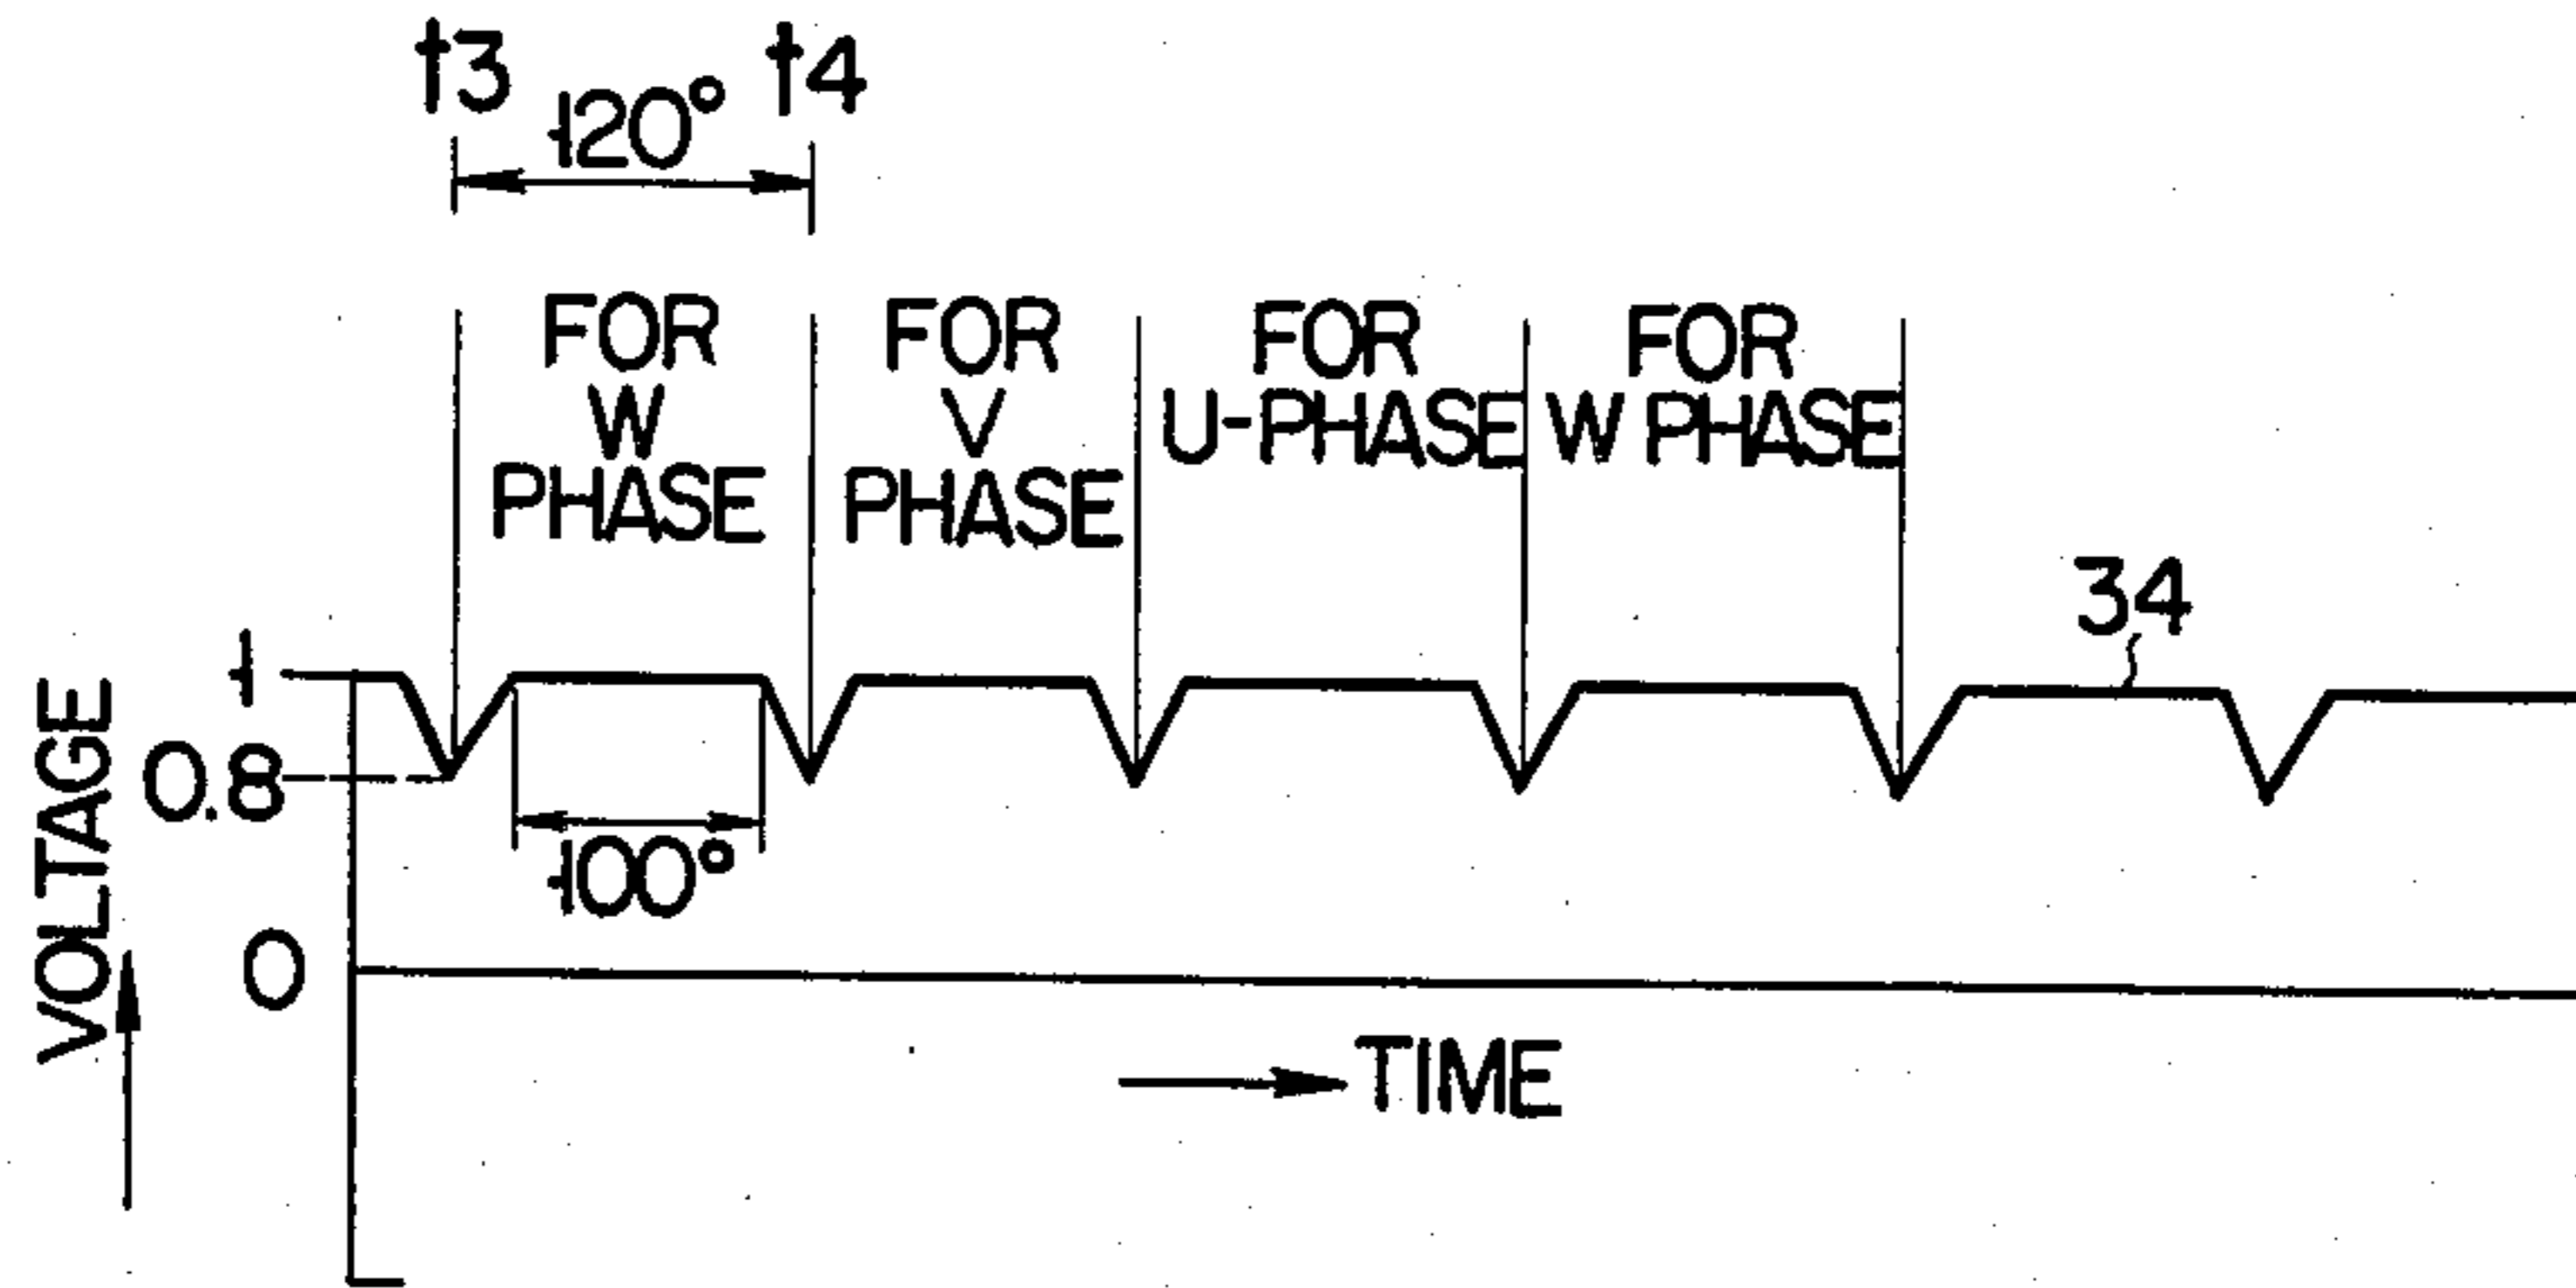 t3
t4
120°
FOR
W
PHASE
FOR
V
PHASE
FOR
U-PHASE
FOR
W PHASE
34
1
0.8
0
100°
VOLTAGE
TIME